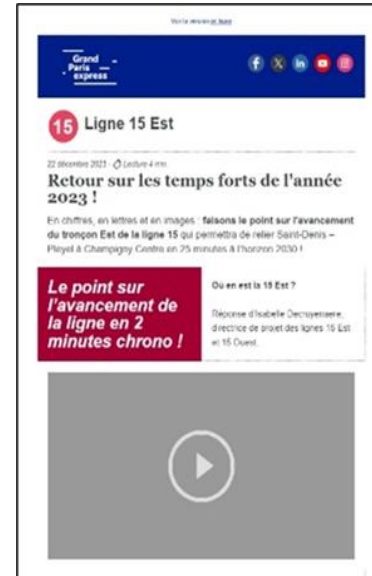 Voir la version en ligne
Grand
Paris
express
15 Ligne 15 Est
22 décembre 2023 - Lecture 4 mn
Retour sur les temps forts de l'année
2023 !
En chiffres, en lettres et en images : faisons le point sur l'avancement
du tronçon Est de la ligne 15 qui permettra de relier Saint-Denis –
Pleyel à Champigny Centre en 25 minutes à l'horizon 2030 !
Le point sur
l'avancement de
la ligne en 2
minutes chrono !
Où en est la 15 Est ?
Réponse d'Isabelle
directrice de projet des lignes 15 Est
et 15 Ouest.